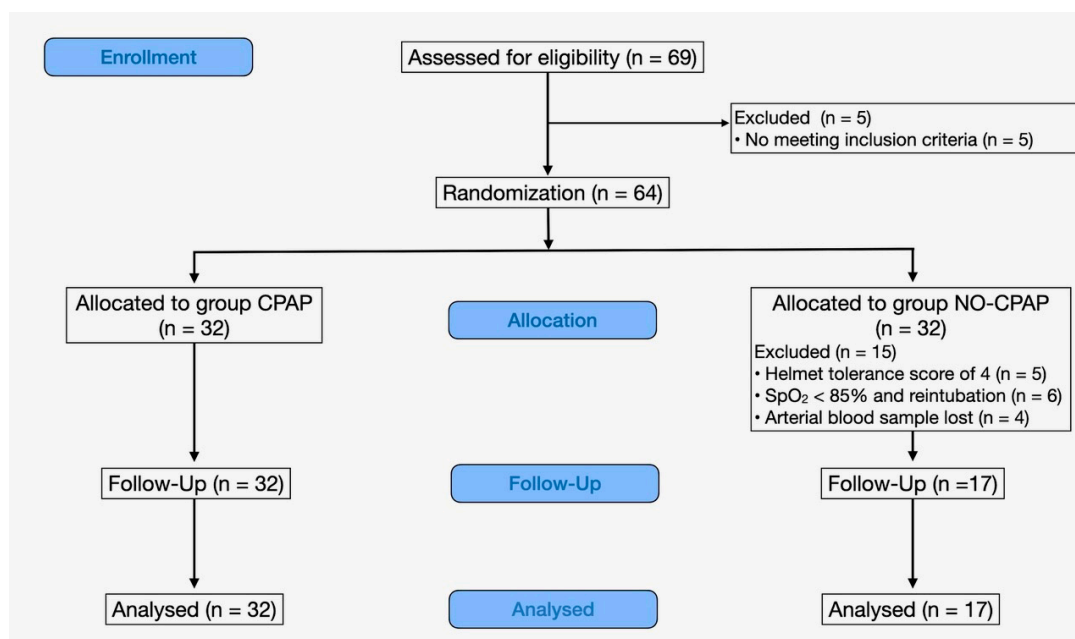 Enrollment
Assessed for eligibility (n = 69)
Excluded  (n = 5)
• No meeting inclusion criteria (n = 5)
Randomization (n = 64)
Allocated to group CPAP
(n = 32)
Allocation
Allocated to group NO-CPAP
(n = 32)
Excluded (n = 15)
• Helmet tolerance score of 4 (n = 5)
• SpO₂ < 85% and reintubation (n = 6)
• Arterial blood sample lost (n = 4)
Follow-Up (n = 32)
Follow-Up
Follow-Up (n =17)
Analysed (n = 32)
Analysed
Analysed (n = 17)